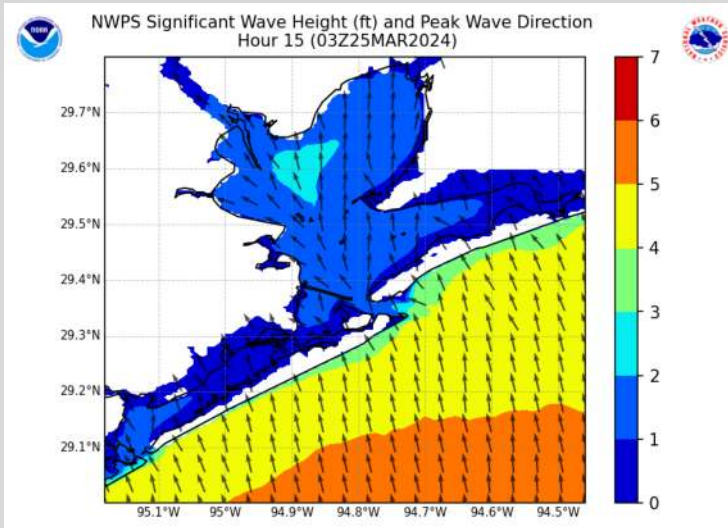 NWPS Significant Wave Height (ft) and Peak Wave Direction
Hour 15 (03Z25MAR2024)
NOAA
29.7°N
29.6°N
29.5°N
29.4°N
29.3°N
29.2°N
29.1°N
95.1°W
95°W
94.9°W
94.8°W
94.7°W
94.6°W
94.5°W
7
6
5
4
3
2
1
0